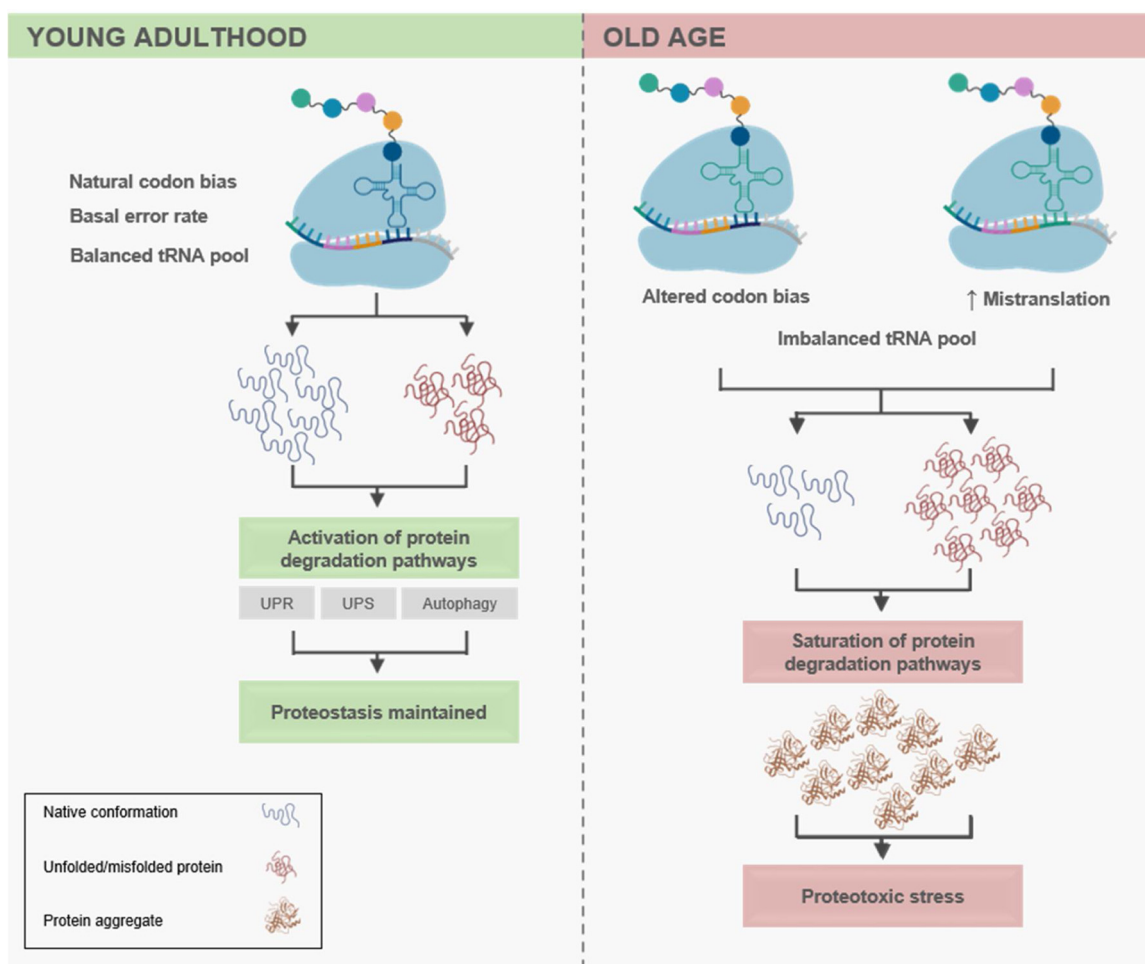 YOUNG ADULTHOOD
Natural codon bias
Basal error rate
Balanced tRNA pool
Activation of protein
degradation pathways
UPR
UPS
Autophagy
Proteostasis maintained
Native conformation
Unfolded/misfolded protein
Protein aggregate
OLD AGE
Altered codon bias
↑ Mistranslation
Imbalanced tRNA pool
Saturation of protein
degradation pathways
Proteotoxic stress